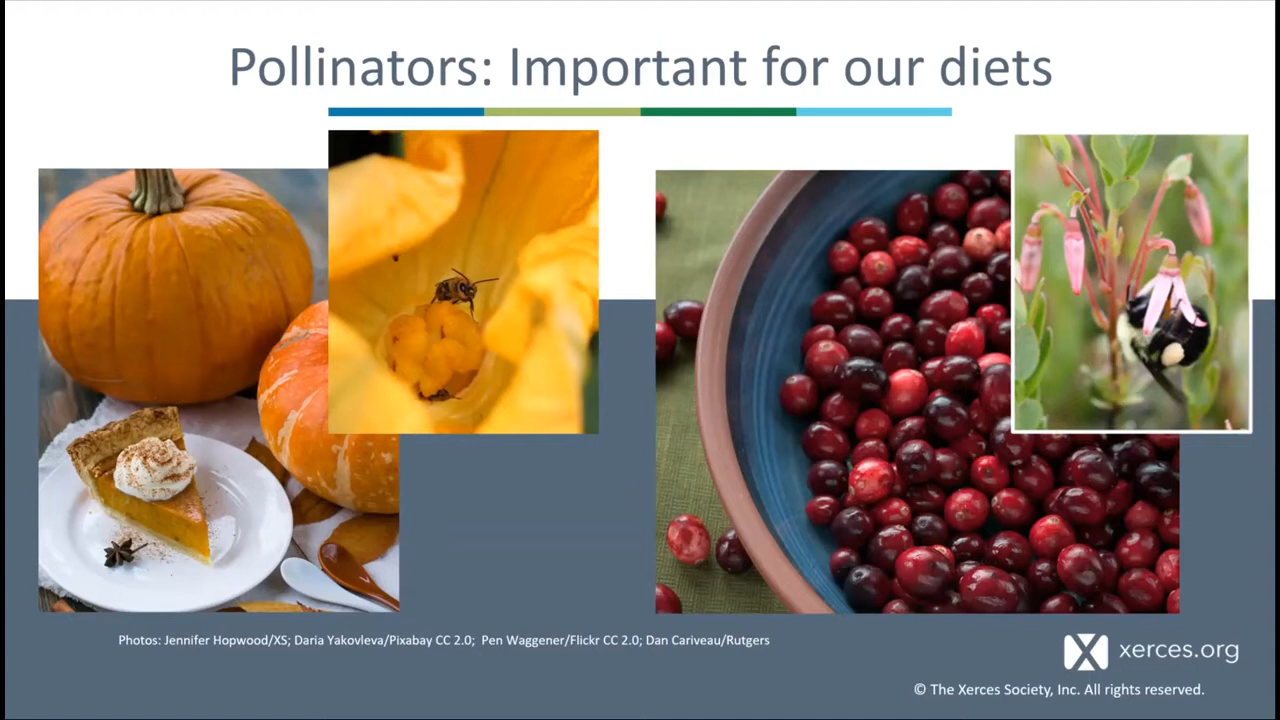 Pollinators: Important for our diets
Photos: Jennifer Hopwood/XS; Daria Yakovleva/Pixabay CC 2.0; Pen Waggener/Flickr CC 2.0; Dan Cariveau/Rutgers
xerces.org
© The Xerces Society, Inc. All rights reserved.